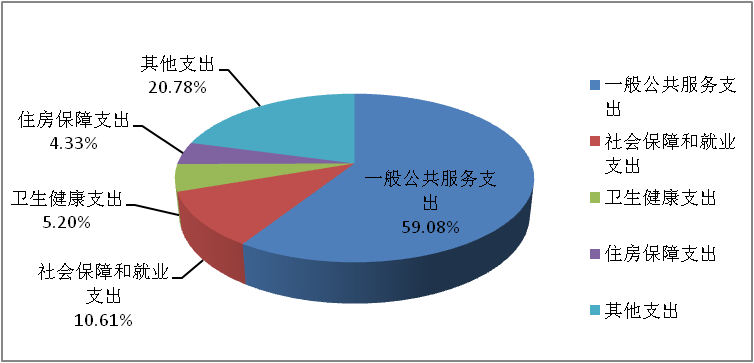 其他支出
20.78%
住房保障支出
4.33%
卫生健康支出
5.20%
社会保障和就业
支出
10.61%
一般公共服务支
出
59.08%
一般公共服务支
出
社会保障和就业
支出
卫生健康支出
住房保障支出
其他支出